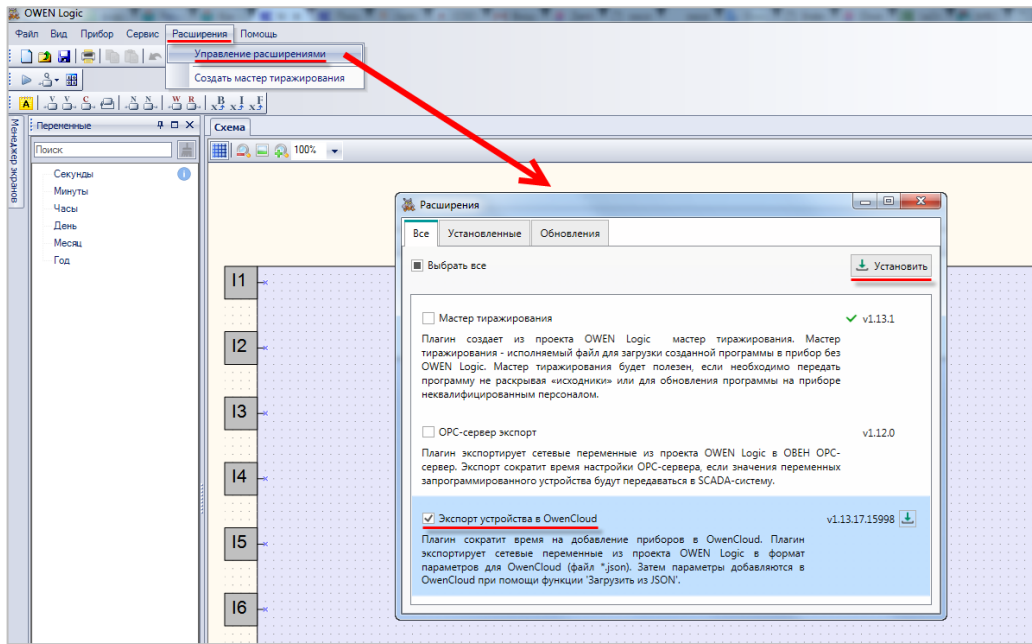 OWEN Logic
Файл Вид Прибор Сервис Расширения Помощь
Управление расширениями
Создать мастер тиражирования
Менеджер экранов
Переменные
Поиск
Секунды
Минуты
Часы
День
Месяц
Год
Схема
100%
I1
I2
I3
I4
I5
I6
Расширения
Все Установленные Обновления
Выбрать все
Установить
Мастер тиражирования v1.13.1
Плагин создает из проекта OWEN Logic мастер тиражирования. Мастер
тиражирования - исполняемый файл для загрузки созданной программы в прибор без
OWEN Logic. Мастер тиражирования будет полезен, если необходимо передать
программу не раскрывая «исходники» или для обновления программы на приборе
неквалифицированным персоналом.
OPC-сервер экспорт v1.12.0
Плагин экспортирует сетевые переменные из проекта OWEN Logic в ОВЕН OPC-
сервер. Экспорт сократит время настройки OPC-сервера, если значения переменных
запрограммированного устройства будут передаваться в SCADA-систему.
Экспорт устройства в OwenCloud v1.13.17.15998
Плагин сократит время на добавление приборов в OwenCloud. Плагин
экспортирует сетевые переменные из проекта OWEN Logic в формат
параметров для OwenCloud (файл *.json). Затем параметры добавляются в
OwenCloud при помощи функции 'Загрузить из JSON'.